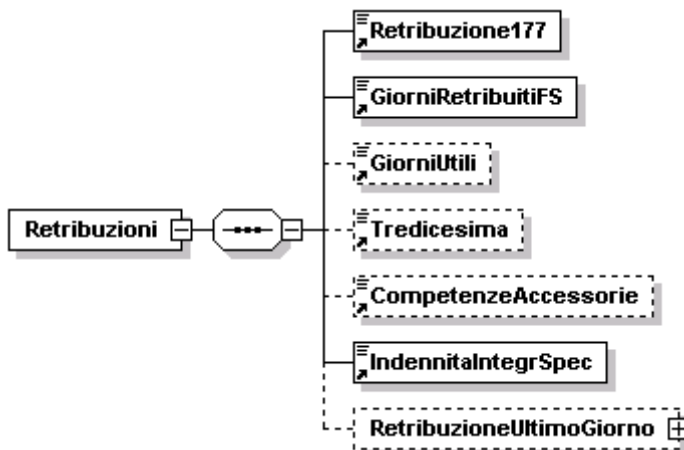 Retribuzione177
GiorniRetribuitiFS
GiorniUtili
Retribuzioni
Tredicesima
CompetenzeAccessorie
IndennitaIntegrSpec
RetribuzioneUltimoGiorno